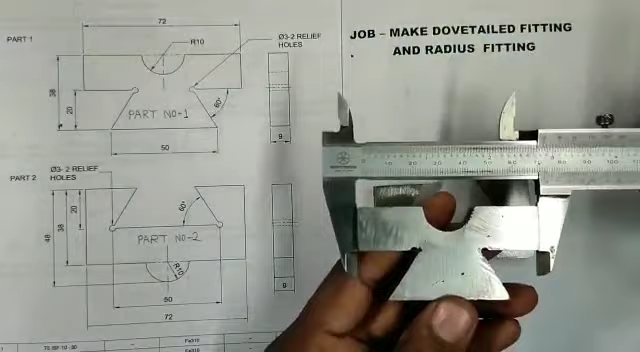 JOB – MAKE DOVETAILED FITTING
AND RADIUS FITTING
PART 1
72
R10
Ø3-2 RELIEF
HOLES
38
20
60°
PART NO-1
50
9
PART 2
Ø3- 2 RELIEF
HOLES
48
38
20
60°
PART NO-2
R10
50
72
9